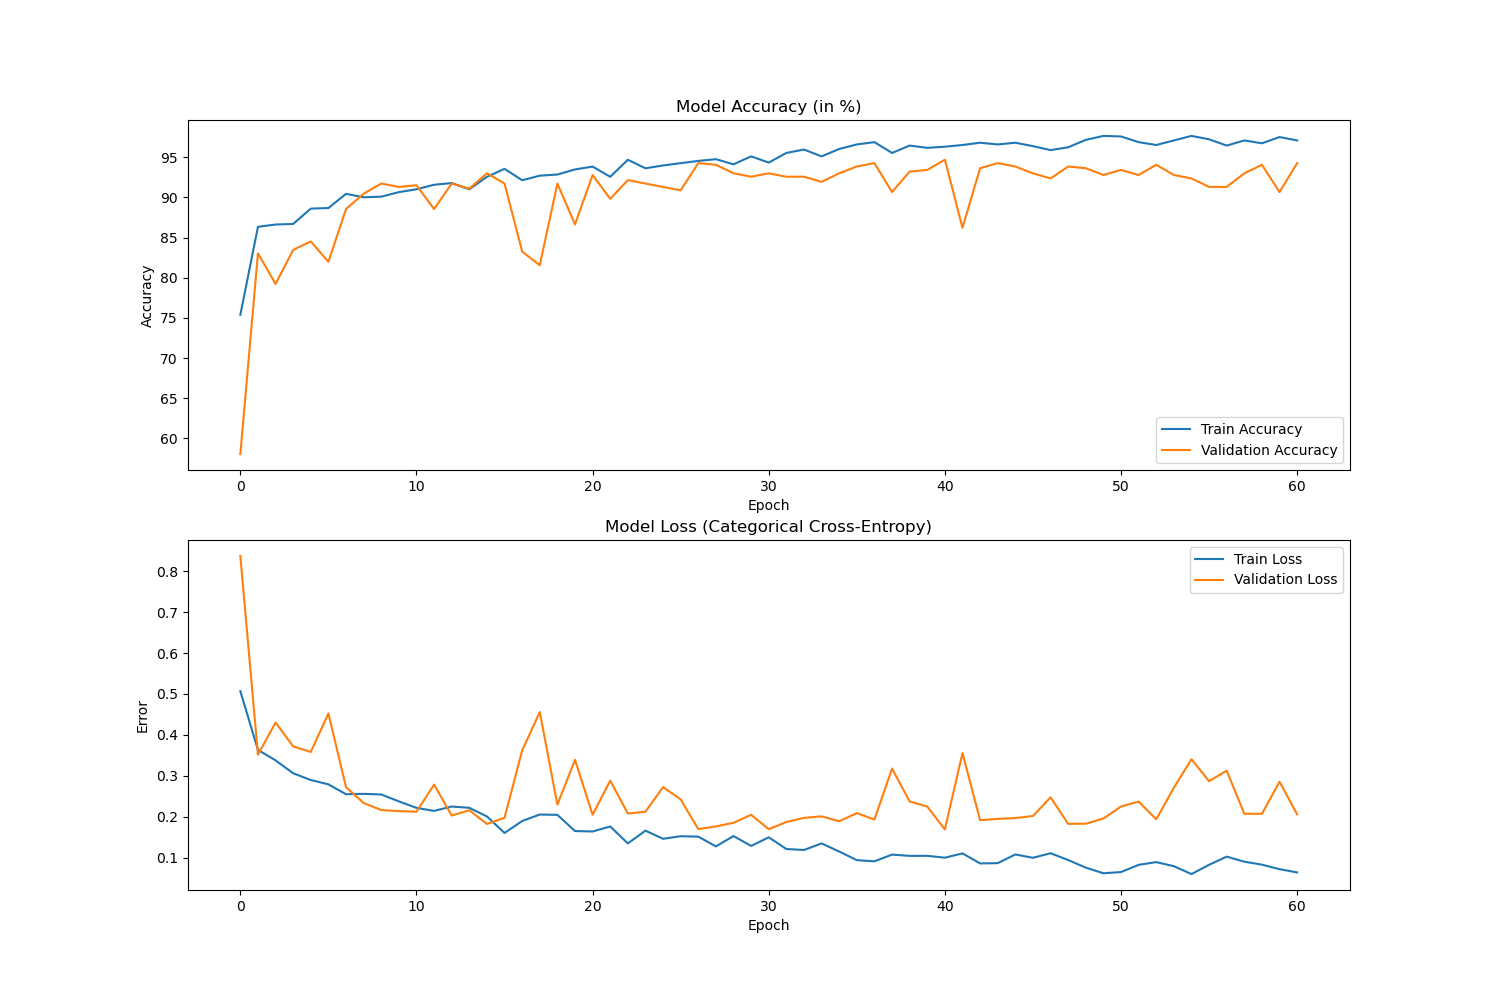 Model Accuracy (in %)
Accuracy
95
90
85
80
75
70
65
60
Train Accuracy
Validation Accuracy
0 10 20 30 40 50 60
Epoch
Model Loss (Categorical Cross-Entropy)
Error
0.8
0.7
0.6
0.5
0.4
0.3
0.2
0.1
Train Loss
Validation Loss
0 10 20 30 40 50 60
Epoch